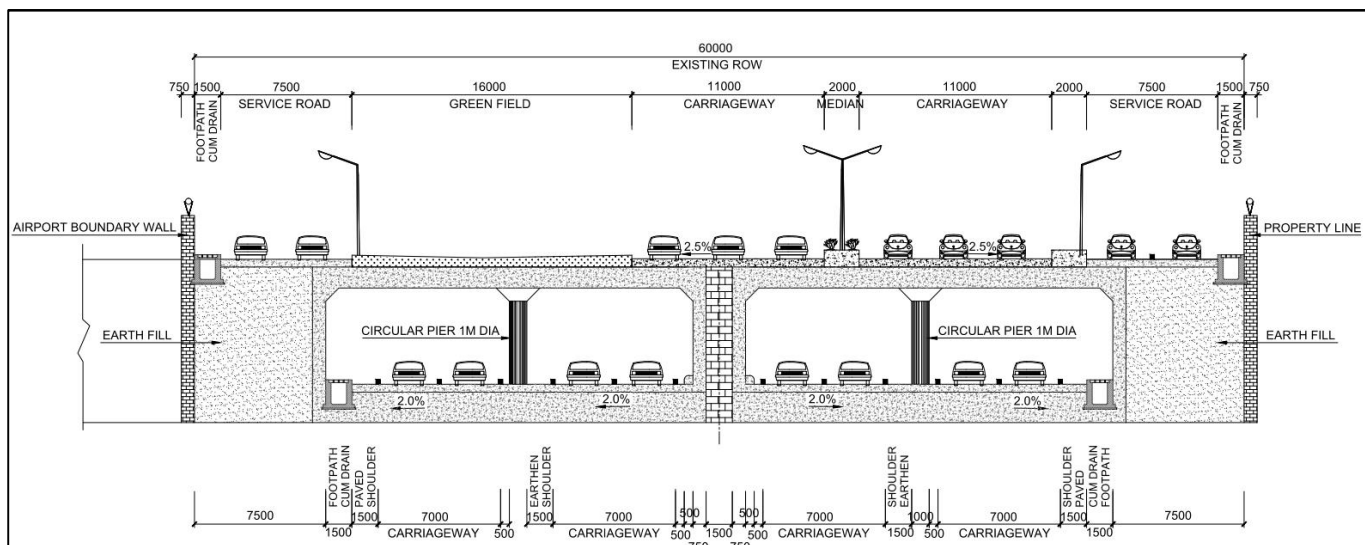 60000
EXISTING ROW
750 1500 7500 16000 11000 2000 11000 2000 7500 1500 750
SERVICE ROAD GREEN FIELD CARRIAGEWAY MEDIAN CARRIAGEWAY SERVICE ROAD
FOOTPATH
CUM DRAIN
FOOTPATH
CUM DRAIN
AIRPORT BOUNDARY WALL
PROPERTY LINE
2.5% 2.5%
EARTH FILL
CIRCULAR PIER 1M DIA
CIRCULAR PIER 1M DIA
EARTH FILL
2.0% 2.0% 2.0% 2.0%
FOOTPATH
CUM DRAIN
PAVED
SHOULDER
EARTHEN
SHOULDER
SHOULDER
EARTHEN
SHOULDER
PAVED
CUM DRAIN
FOOTPATH
7500 1500 7000 1500 7000 500 1500 500 7000 1000 7000 1500 7500
1500 CARRIAGEWAY 500 CARRIAGEWAY 500 500 CARRIAGEWAY 1500 500 CARRIAGEWAY 1500
750 750